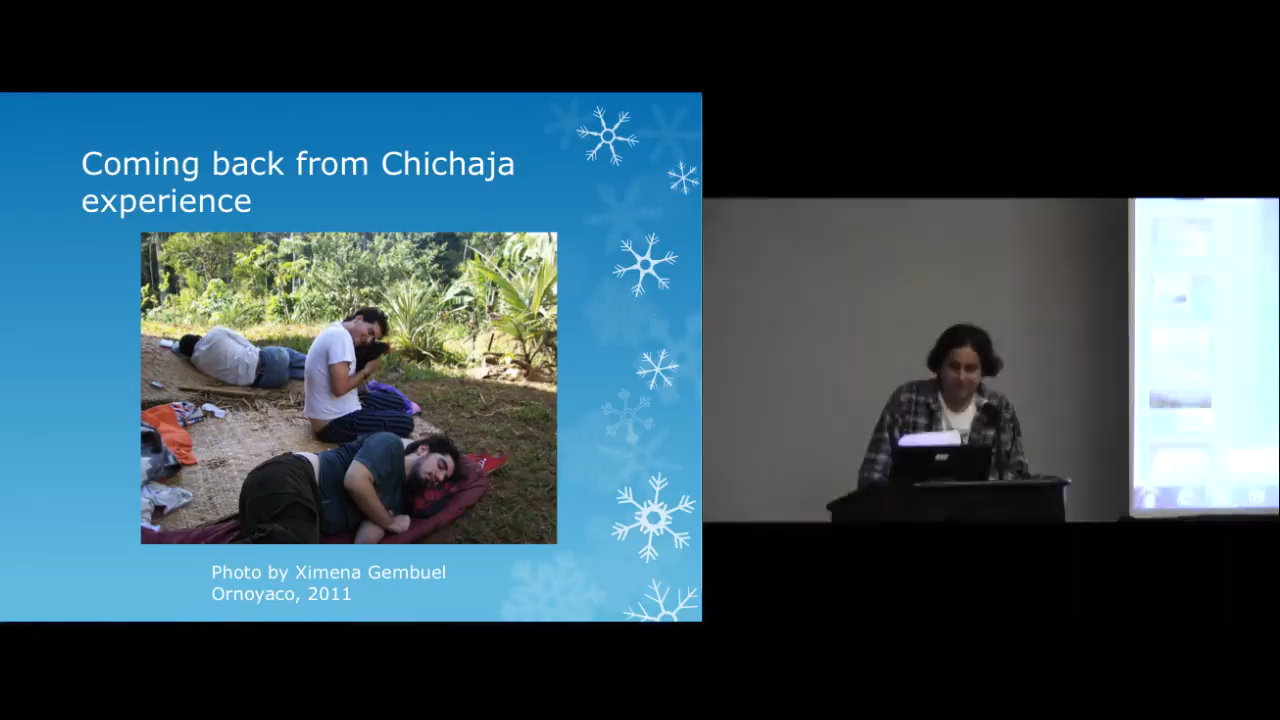 Coming back from Chichaja
experience
Photo by Ximena Gembuel
Ornoyaco, 2011